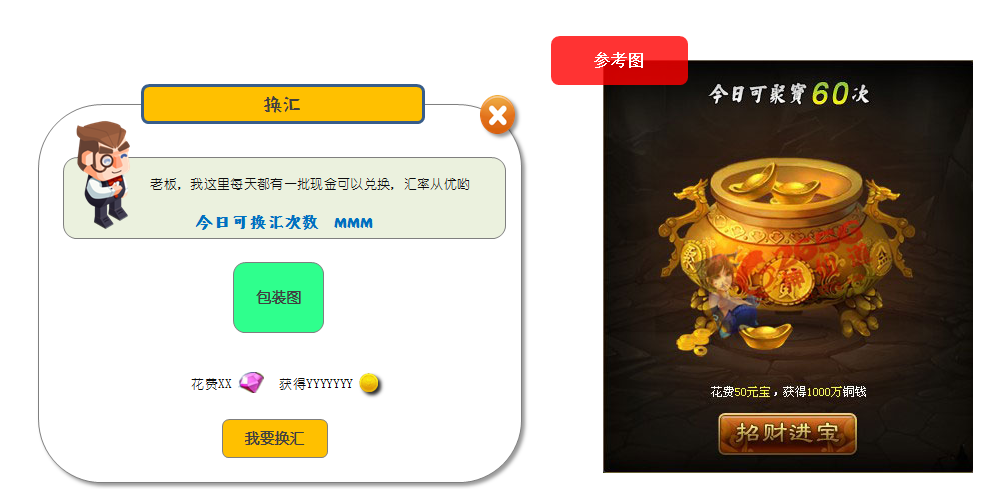 换汇
老板，我这里每天都有一批现金可以兑换，汇率从优哟
今日可换汇次数 MMM
包装图
花费XX 获得YYYYYYY
我要换汇
参考图
今日可聚寶60次
花费50元宝，获得1000万铜钱
招财进宝